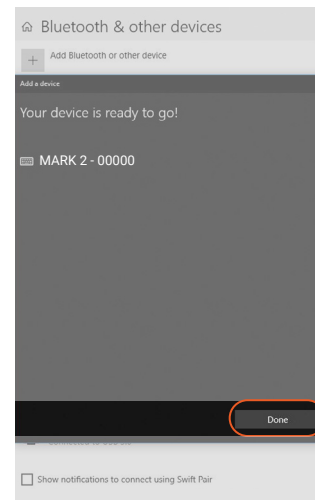 Bluetooth & other devices
Add Bluetooth or other device
Add a device
Your device is ready to go!
MARK 2 - 00000
Done
Show notifications to connect using Swift Pair